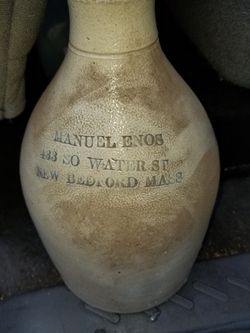 MANUEL ENOS
433 SO WATER ST
NEW BEDFORD MASS